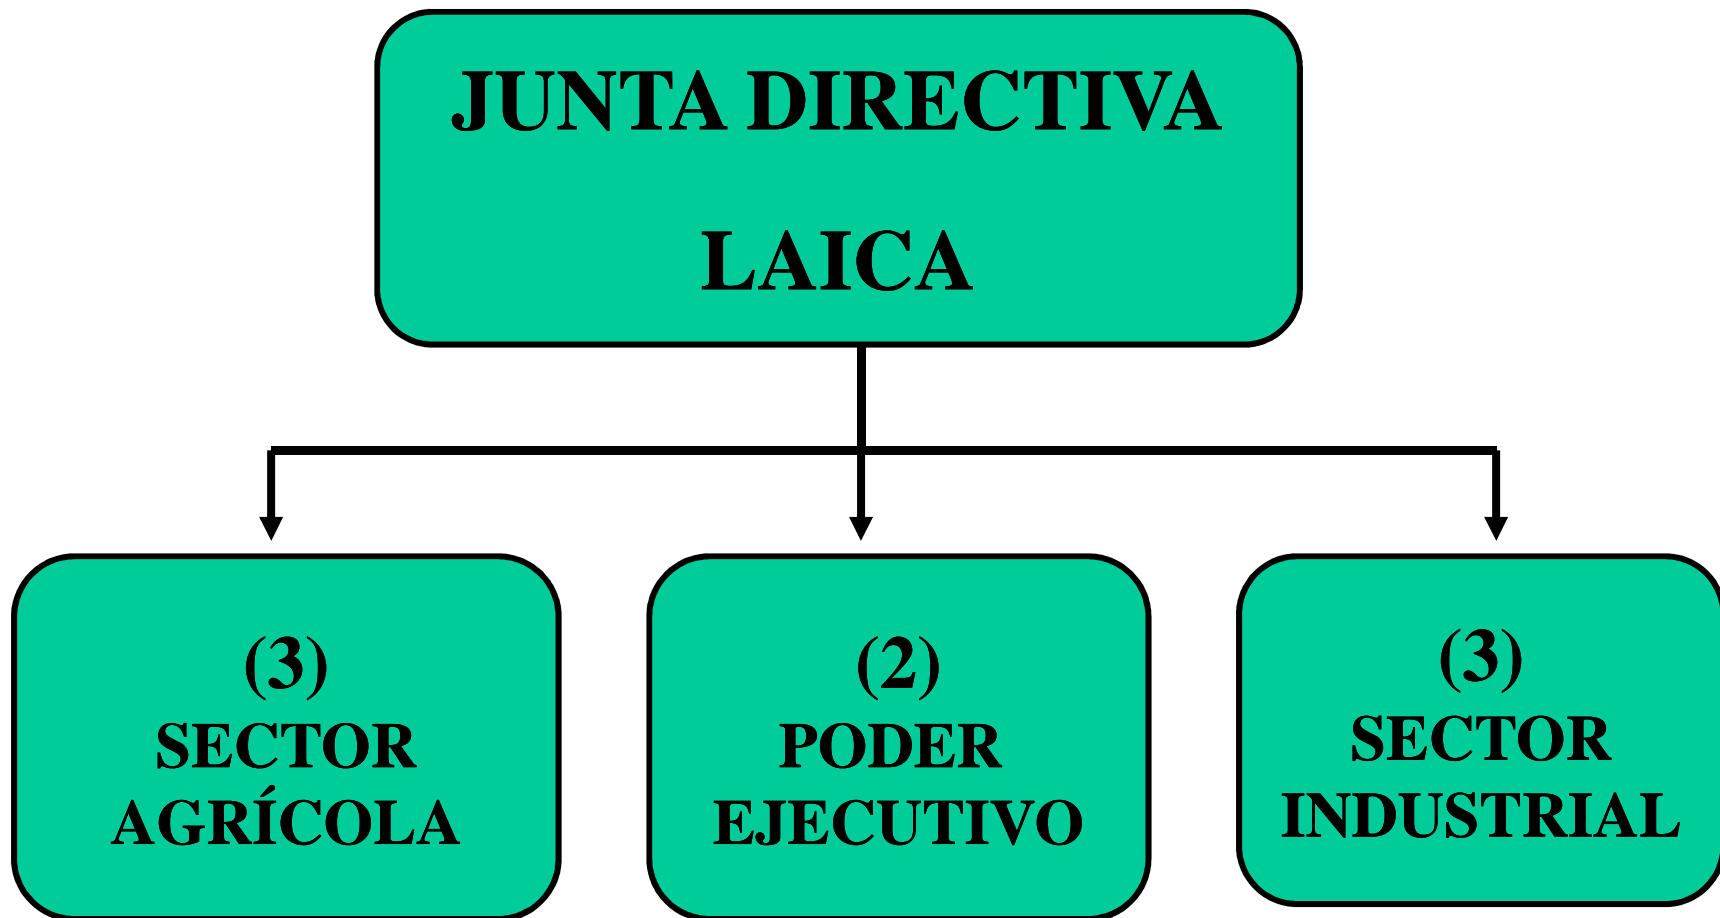 JUNTA DIRECTIVA
LAICA
(3)
SECTOR
AGRÍCOLA
(2)
PODER
EJECUTIVO
(3)
SECTOR
INDUSTRIAL